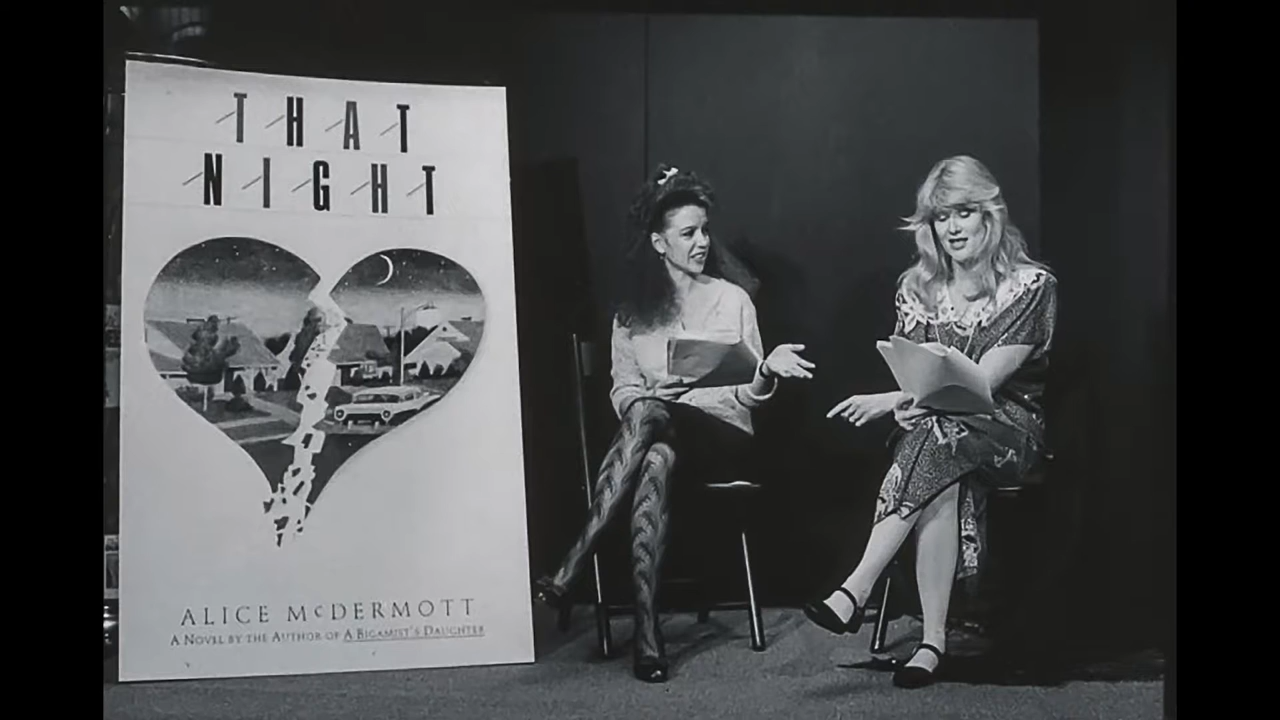 THAT
NIGHT
ALICE McDERMOTT
A NOVEL BY THE AUTHOR OF A BIGAMIST'S DAUGHTER